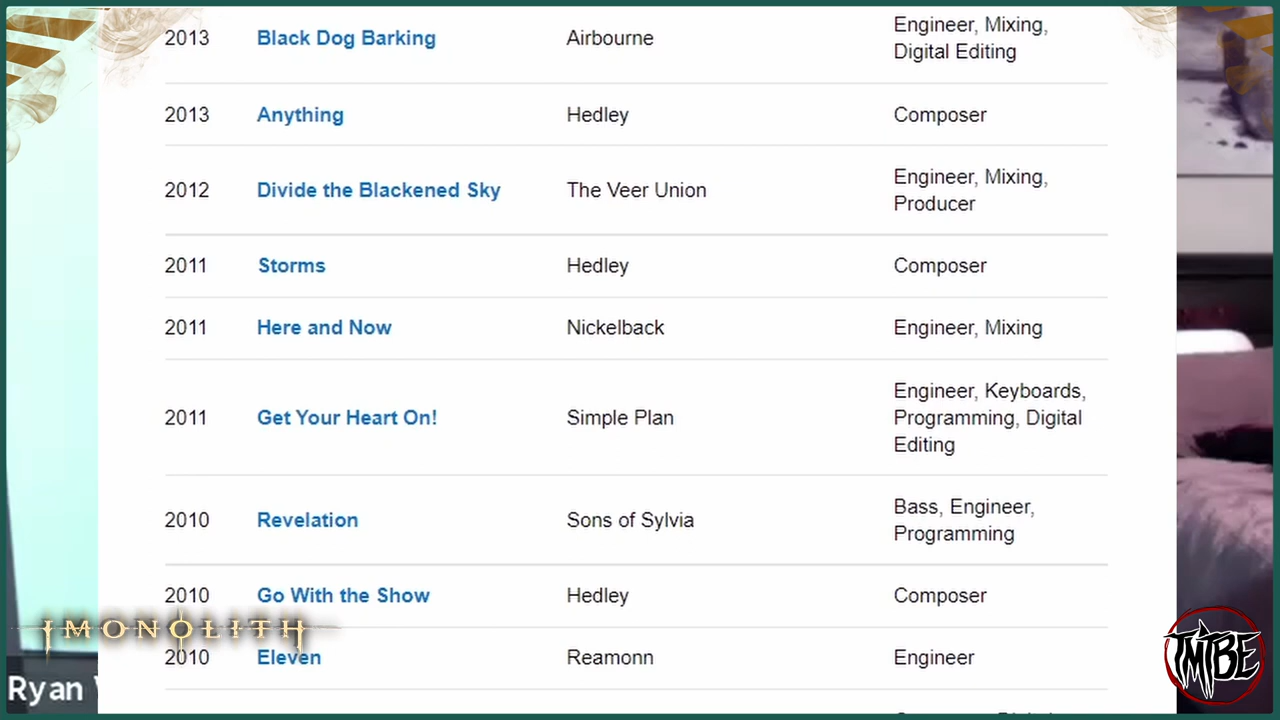 2013 Black Dog Barking Airbourne Engineer, Mixing,
Digital Editing
2013 Anything Hedley Composer
2012 Divide the Blackened Sky The Veer Union Engineer, Mixing,
Producer
2011 Storms Hedley Composer
2011 Here and Now Nickelback Engineer, Mixing
2011 Get Your Heart On! Simple Plan Engineer, Keyboards,
Programming, Digital
Editing
2010 Revelation Sons of Sylvia Bass, Engineer,
Programming
2010 Go With the Show Hedley Composer
IMONOLITH
2010 Eleven Reamonn Engineer
TMTBE
Ryan